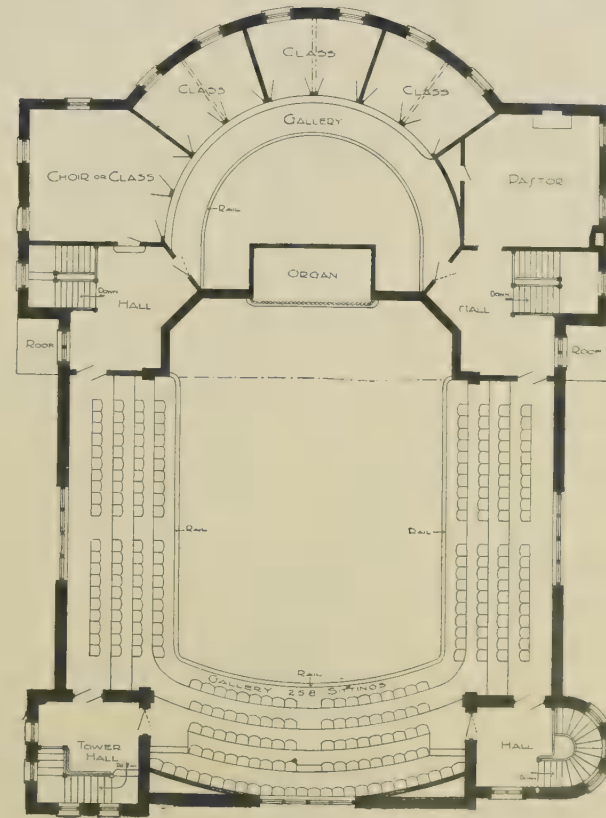 CLASS
CLASS
CLASS
GALLERY
CHOIR OR CLASS
PASTOR
RAIL
ORGAN
DOWN
HALL
DOWN
HALL
ROOF
ROOF
RAIL
RAIL
RAIL
GALLERY 258 SITTINGS
TOWER
HALL
HALL
DOWN